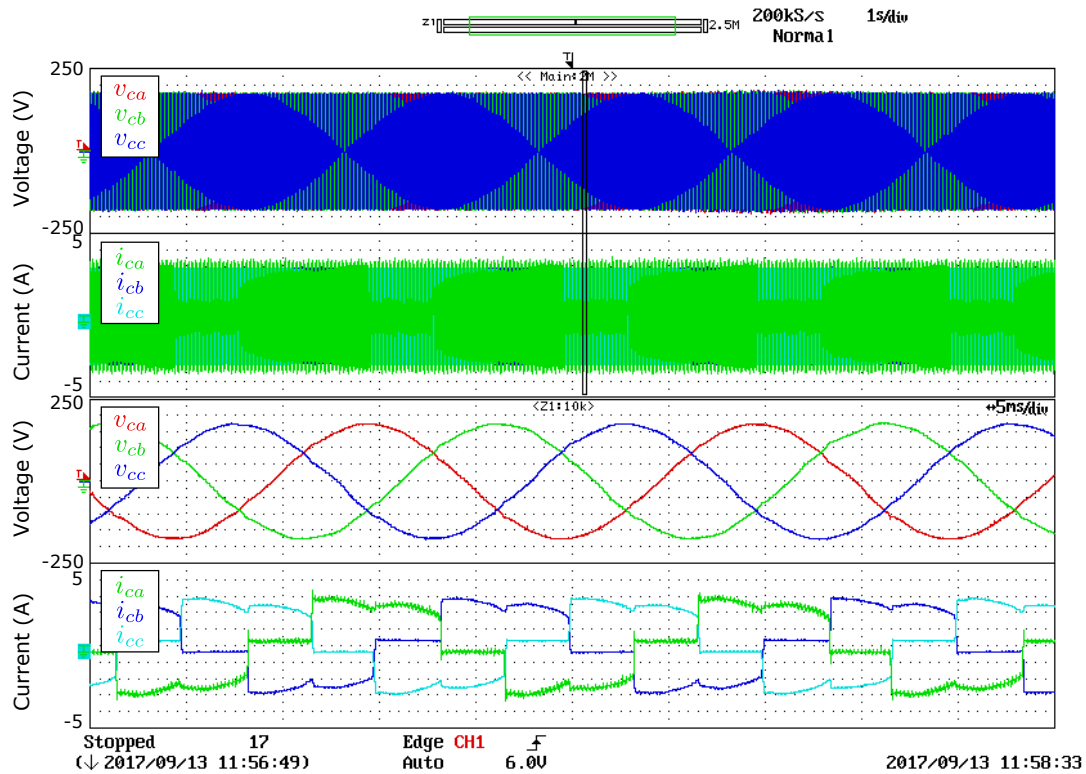 Z1 2.5M 200kS/s 1s/div
Normal
T
<< Main:2M >>
250
Voltage (V)
-250
v_ca
v_cb
v_cc
T
5
Current (A)
-5
i_ca
i_cb
i_cc
<Z1:10k> ↔5ms/div
250
Voltage (V)
-250
v_ca
v_cb
v_cc
T
5
Current (A)
-5
i_ca
i_cb
i_cc
Stopped 17 Edge CH1
(↓ 2017/09/13 11:56:49) Auto 6.0V 2017/09/13 11:58:33